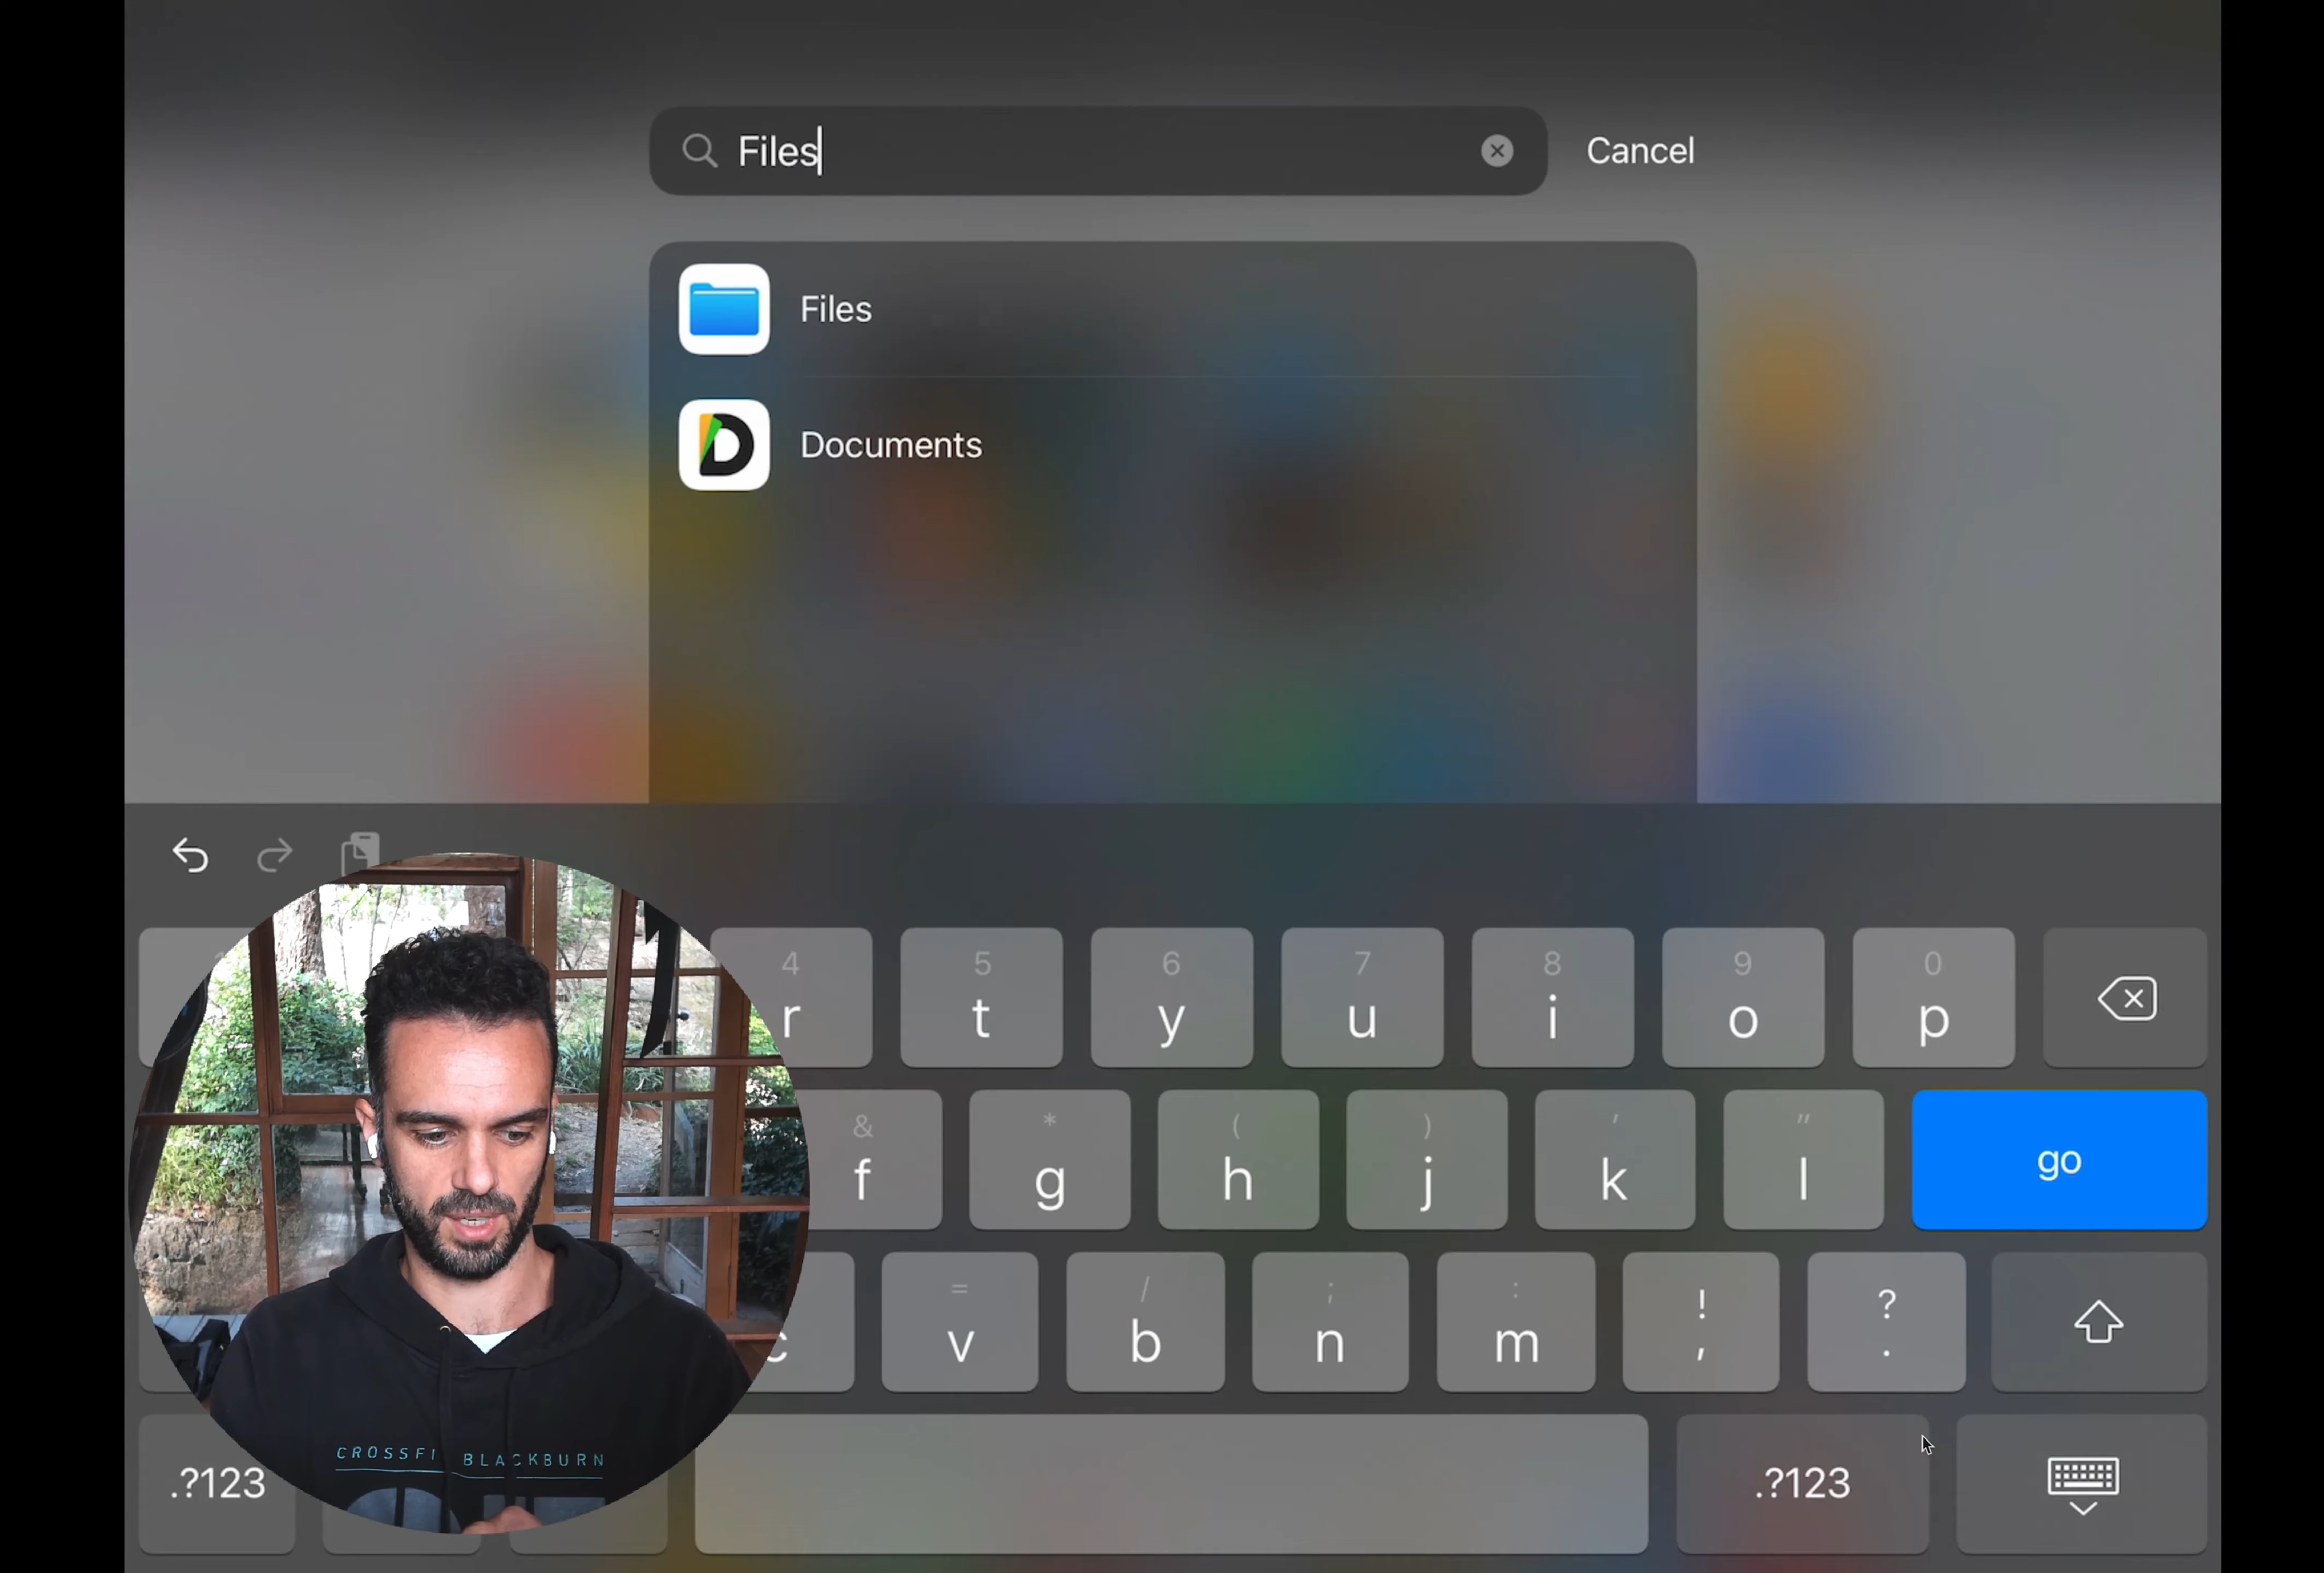 Files
Cancel
Files
Documents
4 5 6 7 8 9 0
r t y u i o p
& * ( ) ' "
f g h j k l go
= / ; : ! ?
c v b n m , .
CROSSFI BLACKBURN
.?123 .?123